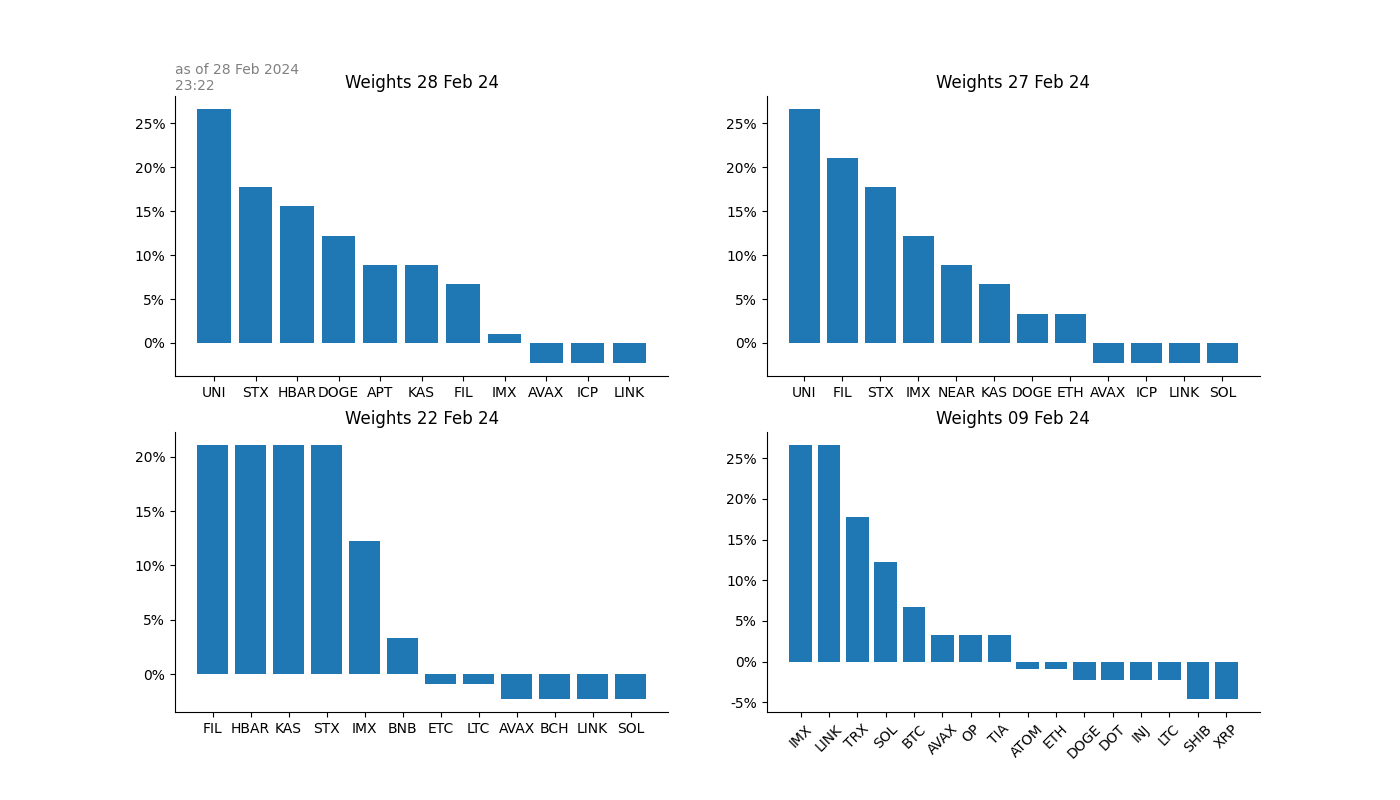 as of 28 Feb 2024
23:22
Weights 28 Feb 24
25%
20%
15%
10%
5%
0%
UNI STX HBAR DOGE APT KAS FIL IMX AVAX ICP LINK
Weights 27 Feb 24
25%
20%
15%
10%
5%
0%
UNI FIL STX IMX NEAR KAS DOGE ETH AVAX ICP LINK SOL
Weights 22 Feb 24
20%
15%
10%
5%
0%
FIL HBAR KAS STX IMX BNB ETC LTC AVAX BCH LINK SOL
Weights 09 Feb 24
25%
20%
15%
10%
5%
0%
-5%
IMX LINK TRX SOL BTC AVAX OP TIA ATOM ETH DOGE DOT INJ LTC SHIB XRP